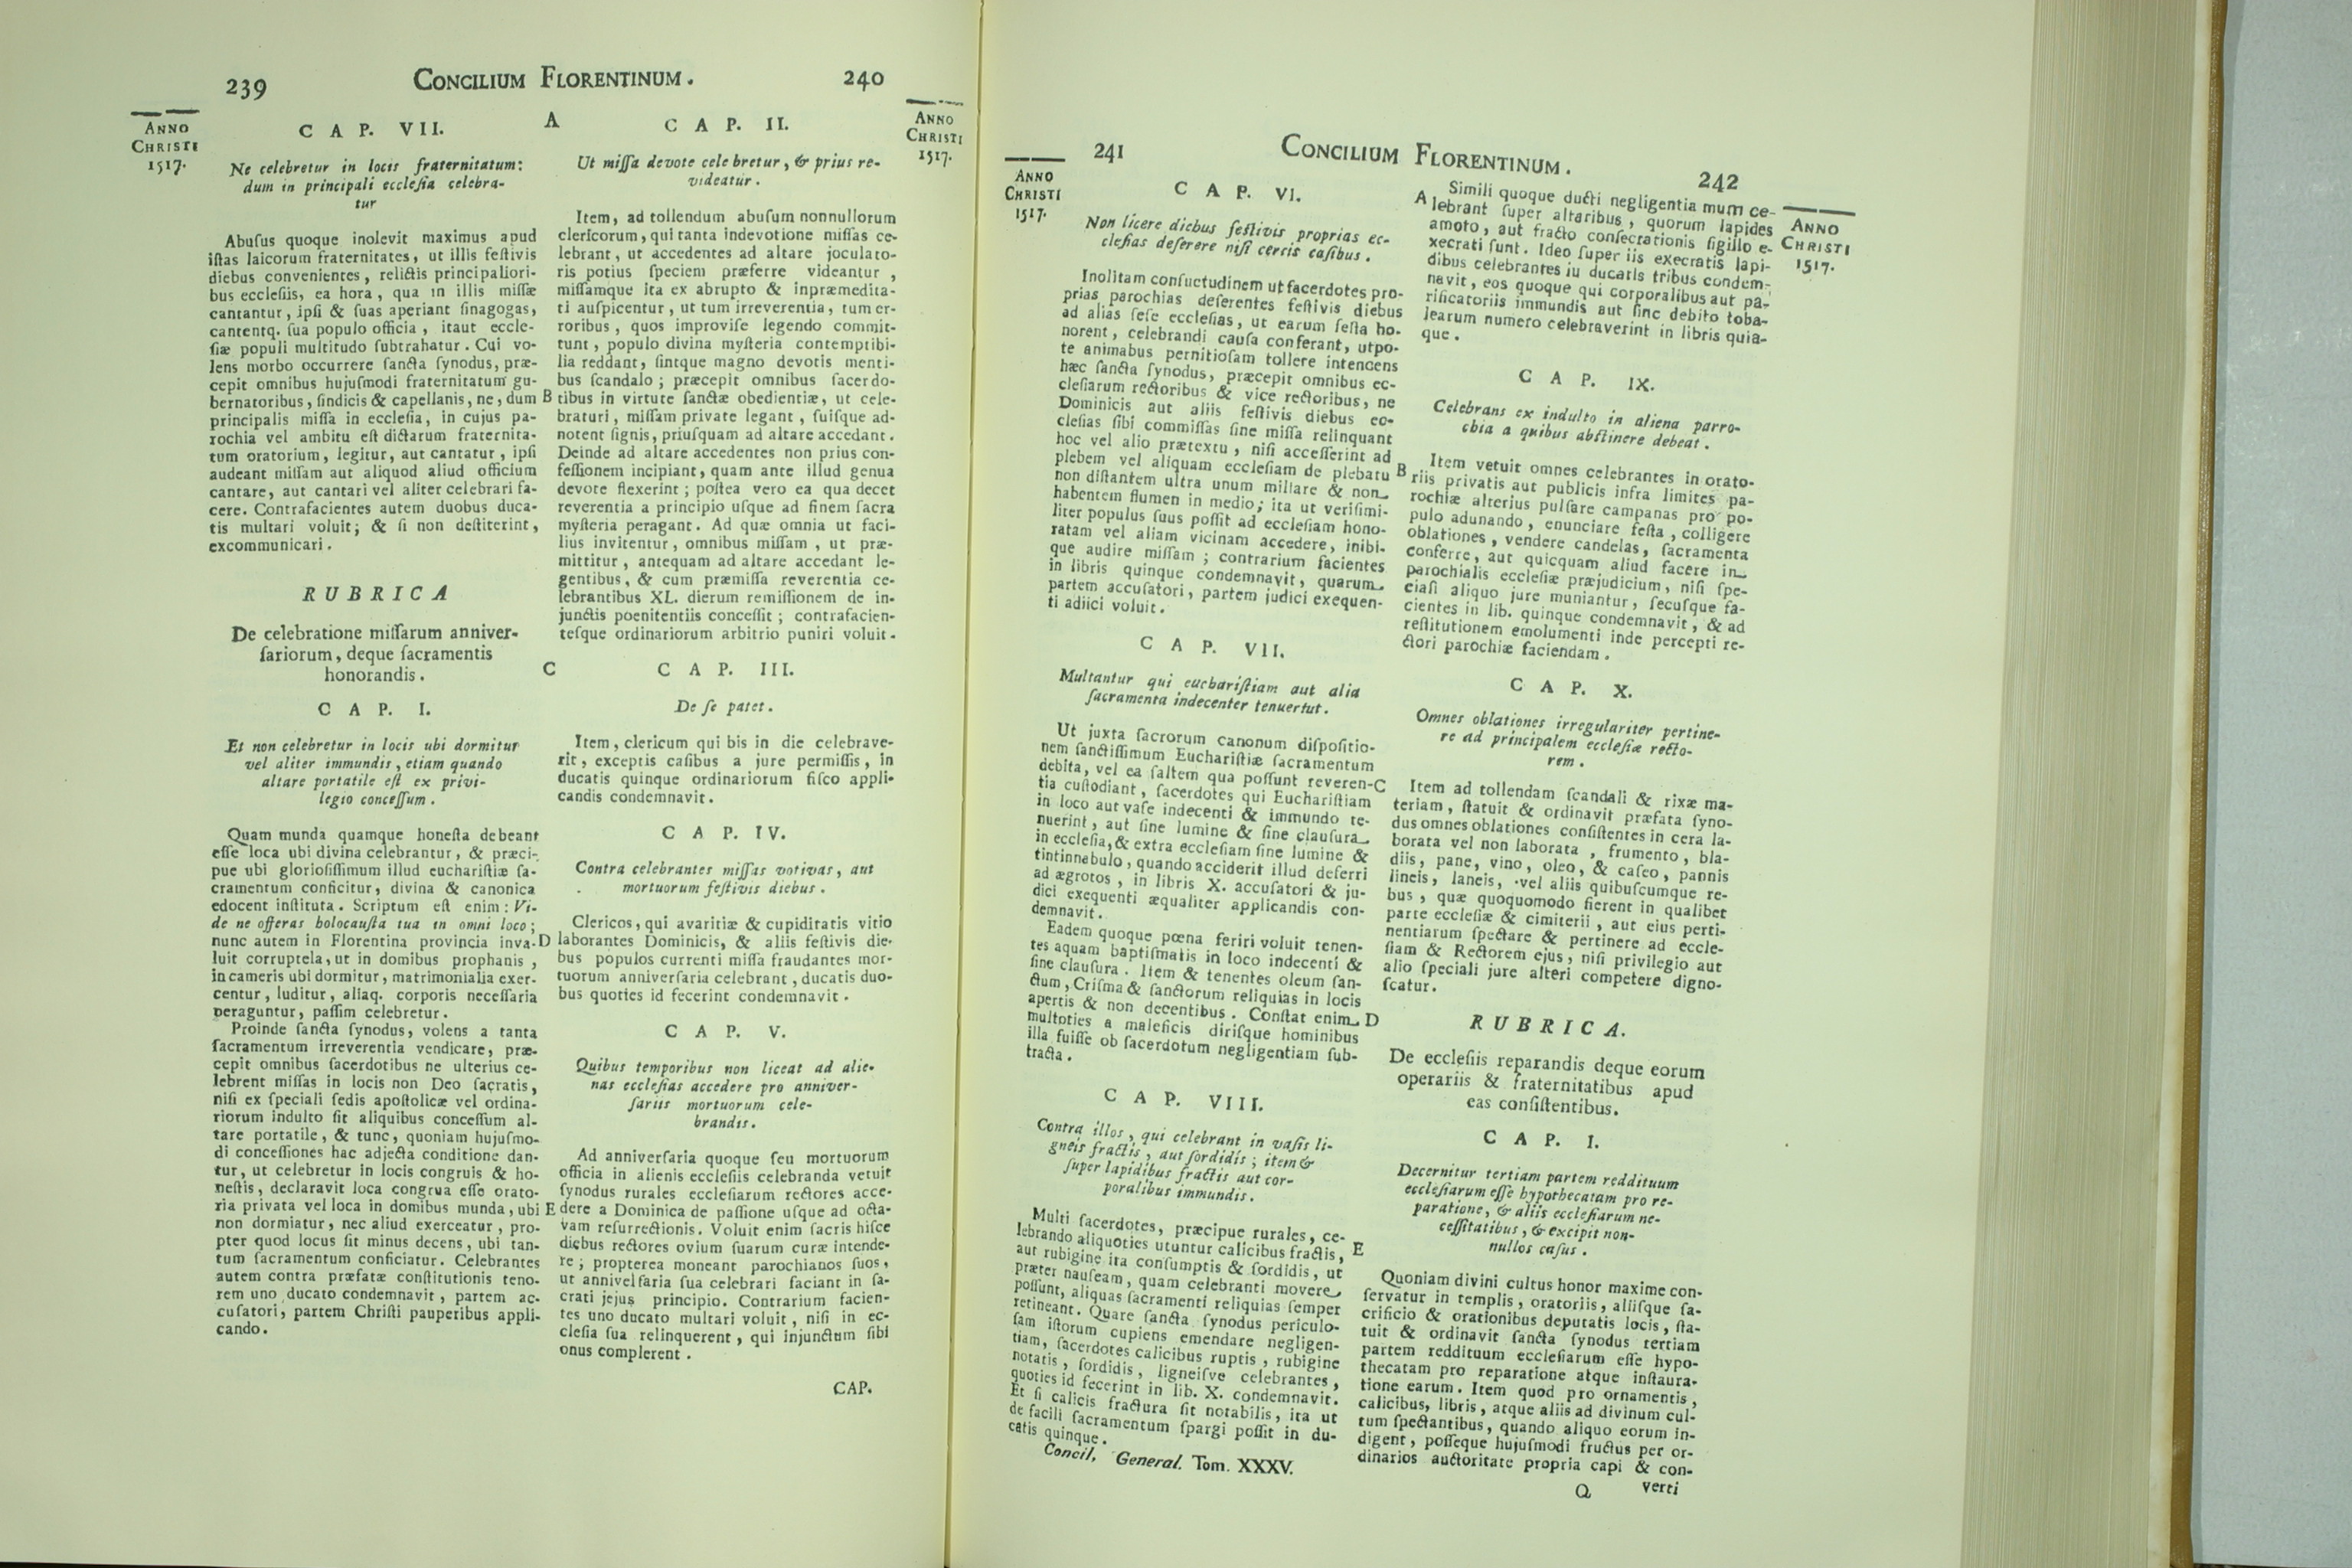 239
CONCILIUM FLORENTINUM.
240
ANNO
CHRISTI
1517.
CAP. VII.
Ne celebretur in locis fraternitatum:
dum in principali ecclesia celebra-
tur
Abuſus quoque inolevit maximus apud
iſtas laicorum fraternitates, ut illis feſtivis
diebus convenientes, relictis principaliori-
bus eccleſiis, ea hora, qua in illis miſſæ
cantantur, ipſi & ſuas aperiant ſinagogas,
cantentq. ſua populo officia, itaut eccle-
ſiæ populi multitudo ſubtrahatur. Cui vo-
lens morbo occurrere ſancta ſynodus, præ-
cepit omnibus hujuſmodi fraternitatum gu-
bernatoribus, ſindicis & capellanis, ne, dum
principalis miſſa in eccleſia, in cujus pa-
rochia vel ambitu eſt dictarum fraternita-
tum oratorium, legitur, aut cantatur, ipſi
audeant miſſam aut aliquod aliud officium
cantare, aut cantari vel aliter celebrari fa-
cere. Contrafacientes autem duobus duca-
tis multari voluit; & ſi non deſtiterint,
excommunicari.
RUBRICA
De celebratione miſſarum anniver-
ſariorum, deque ſacramentis
honorandis.
CAP. I.
Et non celebretur in locis ubi dormitur
vel aliter immundis, etiam quando
altare portatile eſt ex privi-
legio conceſſum.
Quam munda quamque honeſta debeant
eſſe loca ubi divina celebrantur, & præci-
pue ubi glorioſiſſimum illud euchariſtiæ ſa-
cramentum conficitur, divina & canonica
edocent inſtituta. Scriptum eſt enim: Vi-
de ne offeras holocauſta tua in omni loco;
nunc autem in Florentina provincia inva-
luit corruptela, ut in domibus prophanis,
in cameris ubi dormitur, matrimonialia exer-
centur, luditur, aliaq. corporis neceſſaria
peraguntur, paſſim celebretur.
Proinde ſancta ſynodus, volens a tanta
ſacramentum irreverentia vendicare, præ-
cepit omnibus ſacerdotibus ne ulterius ce-
lebrent miſſas in locis non Deo ſacratis,
niſi ex ſpeciali ſedis apoſtolicæ vel ordina-
riorum indulto ſit aliquibus conceſſum al-
tare portatile, & tunc, quoniam hujuſmo-
di conceſſiones hac adjecta conditione dan-
tur, ut celebretur in locis congruis & ho-
neſtis, declaravit loca congrua eſſe orato-
ria privata vel loca in domibus munda, ubi
non dormiatur, nec aliud exerceatur, pro-
pter quod locus ſit minus decens, ubi tan-
tum ſacramentum conficiatur. Celebrantes
autem contra præfatæ conſtitutionis teno-
rem uno ducato condemnavit, partem ac-
cuſatori, partem Chriſti pauperibus appli-
cando.
A
B
C
D
E
CAP. II.
Ut miſſa devote cele bretur, & prius re-
videatur.
Item, ad tollendum abuſum nonnullorum
clericorum, qui tanta indevotione miſſas ce-
lebrant, ut accedentes ad altare joculato-
ris potius ſpeciem præferre videantur,
miſſamque ita ex abrupto & inpræmedita-
ti auſpicentur, ut tum irreverentia, tum er-
roribus, quos improviſe legendo commit-
tunt, populo divina myſteria contemptibi-
lia reddant, ſintque magno devotis menti-
bus ſcandalo; præcepit omnibus ſacerdo-
tibus in virtute ſanctæ obedientiæ, ut cele-
braturi, miſſam private legant, ſuiſque ad-
notent ſignis, priuſquam ad altare accedant.
Deinde ad altare accedentes non prius con-
feſſionem incipiant, quam ante illud genua
devote flexerint; poſtea vero ea qua decet
reverentia a principio uſque ad finem ſacra
myſteria peragant. Ad quæ omnia ut faci-
lius invitentur, omnibus miſſam, ut præ-
mittitur, antequam ad altare accedant le-
gentibus, & cum præmiſſa reverentia ce-
lebrantibus XL. dierum remiſſionem de in-
junctis poenitentiis conceſſit; contrafacien-
teſque ordinariorum arbitrio puniri voluit.
CAP. III.
De ſe patet.
Item, clericum qui bis in die celebrave-
rit, exceptis caſibus a jure permiſſis, in
ducatis quinque ordinariorum fiſco appli-
candis condemnavit.
CAP. IV.
Contra celebrantes miſſas votivas, aut
mortuorum feſtivis diebus.
Clericos, qui avaritiæ & cupiditatis vitio
laborantes Dominicis, & aliis feſtivis die-
bus populos currenti miſſa fraudantes mor-
tuorum anniverſaria celebrant, ducatis duo-
bus quoties id fecerint condemnavit.
CAP. V.
Quibus temporibus non liceat ad alie-
nas eccleſias accedere pro anniver-
ſariis mortuorum cele-
brandis.
Ad anniverſaria quoque ſeu mortuorum
officia in alienis eccleſiis celebranda vetuit
ſynodus rurales eccleſiarum rectores acce-
dere a Dominica de paſſione uſque ad octa-
vam reſurrectionis. Voluit enim ſacris hiſce
diebus rectores ovium ſuarum curæ intende-
re; propterea moneant parochianos ſuos,
ut annivelſaria ſua celebrari faciant in ſa-
crati jejus principio. Contrarium facien-
tes uno ducato multari voluit, niſi in ec-
cleſia ſua relinquerent, qui injunctum ſibi
onus complerent.
CAP.
ANNO
CHRISTI
1517.
241
CONCILIUM FLORENTINUM.
242
ANNO
CHRISTI
1517.
CAP. VI.
Non licere diebus feſtivis proprias ec-
cleſias deſerere niſi certis caſibus.
Inolitam conſuetudinem ut ſacerdotes pro-
prias parochias deſerentes feſtivis diebus
ad alias ſeſe eccleſias, ut earum feſta ho-
norent, celebrandi cauſa conferant, utpo-
te animabus pernitioſam tollere intendens
hæc ſancta ſynodus, præcepit omnibus ec-
cleſiarum rectoribus & vice rectoribus, ne
Dominicis aut aliis feſtivis diebus ec-
cleſias ſibi commiſſas ſine miſſa relinquant
hoc vel alio prætextu, niſi acceſſerint ad
plebem vel aliquam eccleſiam de plebatu
non diſtantem ultra unum miliare & non
habentem flumen in medio; ita ut veriſimi-
liter populus ſuus poſſit ad eccleſiam hono-
ratam vel aliam vicinam accedere, inibi-
que audire miſſam; contrarium facientes
in libris quinque condemnavit, quarum
partem accuſatori, partem judici exequen-
ti adiici voluit.
CAP. VII.
Multantur qui euchariſtiam aut alia
ſacramenta indecenter tenuertut.
Ut juxta ſacrorum canonum diſpoſitio-
nem ſanctiſſimum Euchariſtiæ ſacramentum
debita, vel ea ſaltem qua poſſunt reveren-
tia cuſtodiant, ſacerdotes qui Euchariſtiam
in loco aut vaſe indecenti & immundo te-
nuerint, aut ſine lumine & ſine clauſura
in eccleſia, & extra eccleſiam ſine lumine &
tintinnabulo, quando acciderit illud deferri
ad ægrotos, in libris X. accuſatori & ju-
dici exequenti æqualiter applicandis con-
demnavit.
Eadem quoque pœna feriri voluit tenen-
tes aquam baptiſmatis in loco indecenti &
ſine clauſura. Item & tenentes oleum ſan-
ctum, Criſma & ſanctorum reliquias in locis
apertis & non decentibus. Conſtat enim
multoties a maleficis diriſque hominibus
illa fuiſſe ob ſacerdotum negligentiam ſub-
tracta.
CAP. VIII.
Contra illos, qui celebrant in vaſis li-
gneis fractis, aut ſordidis; item &
ſuper lapidibus fractis aut cor-
poralibus immundis.
Multi ſacerdotes, præcipue rurales, ce-
lebrando aliquoties utuntur calicibus fractis,
aut rubigine ita conſumptis & ſordidis, ut
præter nauſeam, quam celebranti movere
poſſunt, aliquas ſacramenti reliquias ſemper
retineant. Quare ſancta ſynodus periculo-
ſam iſtorum cupiens emendare negligen-
tiam, ſacerdotes calicibus ruptis, rubigine
notatis, ſordidis, ligneiſve celebrantes,
quoties id fecerint in lib. X. condemnavit.
Et ſi calicis fractura ſit notabilis, ita ut
de facili ſacramentum ſpargi poſſit in du-
catis quinque.
Concil. General. Tom. XXXV.
A
B
C
D
E
Simili quoque ducti negligentia mum ce-
lebrant ſuper altaribus, quorum lapides
amoto, aut fracto conſecrationis ſigillo e-
xecrati ſunt. Ideo ſuper iis execratis lapi-
dibus celebrantes iu ducatis tribus condem-
navit, eos quoque qui corporalibus aut pa-
rificatoriis immundis aut ſine debito toba-
learum numero celebraverint in libris quia-
que.
CAP. IX.
Celebrans ex indulto in aliena parro-
chia a quibus abſtinere debeat.
Item vetuit omnes celebrantes in orato-
riis privatis aut publicis infra limites pa-
rochiæ alterius pulſare campanas pro po-
pulo adunando, enunciare feſta, colligere
oblationes, vendere candelas, ſacramenta
conferre, aut quicquam aliud facere in
parochialis eccleſiæ præjudicium, niſi ſpe-
ciaſi aliquo jure muniantur, ſecuſque fa-
cientes in lib. quinque condemnavit, & ad
reſtitutionem emolumenti inde percepti re-
ctori parochiæ faciendam.
CAP. X.
Omnes oblationes irregulariter pertine-
re ad principalem eccleſiæ recto-
rem.
Item ad tollendam ſcandali & rixæ ma-
teriam, ſtatuit & ordinavit præfata ſyno-
dus omnes oblationes conſiſtentes in cera la-
borata vel non laborata, frumento, bla-
diis, pane, vino, oleo, & caſeo, pannis
lineis, laneis, vel aliis quibuſcumque re-
bus, quæ quoquomodo fierent in qualibet
parte eccleſiæ & cimiterii, aut eius perti-
nentiarum ſpectare & pertinere ad eccle-
ſiam & Rectorem ejus, niſi privilegio aut
alio ſpeciali jure alteri competere digno-
ſcatur.
RUBRICA.
De eccleſiis reparandis deque eorum
operariis & fraternitatibus apud
eas conſiſtentibus.
CAP. I.
Decernitur tertiam partem reddituum
eccleſiarum eſſe hypothecatam pro re-
paratione, & aliis eccleſiarum ne-
ceſſitatibus, & excipit non-
nullos caſus.
Quoniam divini cultus honor maxime con-
ſervatur in templis, oratoriis, aliiſque ſa-
crificio & orationibus deputatis locis, ſta-
tuit & ordinavit ſancta ſynodus tertiam
partem reddituum eccleſiarum eſſe hypo-
thecatam pro reparatione atque inſtaura-
tione earum. Item quod pro ornamentis,
calicibus, libris, atque aliis ad divinum cul-
tum ſpectantibus, quando aliquo eorum in-
digent, poſſeque hujuſmodi fructus per or-
dinarios auctoritate propria capi & con-
Q
verti